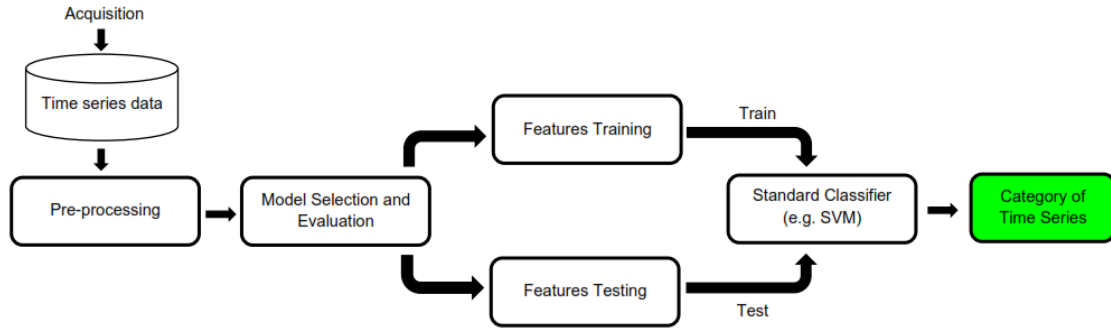 Acquisition
Time series data
Pre-processing
Model Selection and
Evaluation
Features Training
Train
Features Testing
Test
Standard Classifier
(e.g. SVM)
Category of
Time Series